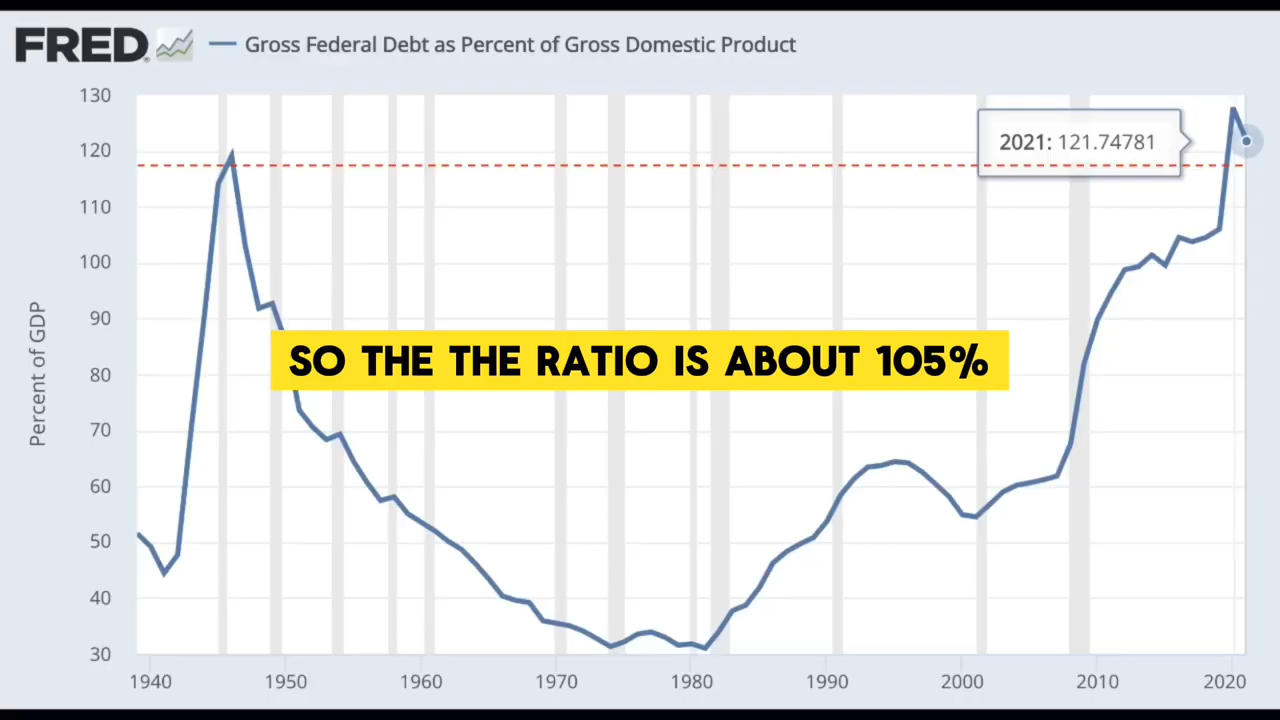 FRED
Gross Federal Debt as Percent of Gross Domestic Product
130
120
110
100
90
80
70
60
50
40
30
Percent of GDP
2021: 121.74781
SO THE THE RATIO IS ABOUT 105%
1940 1950 1960 1970 1980 1990 2000 2010 2020